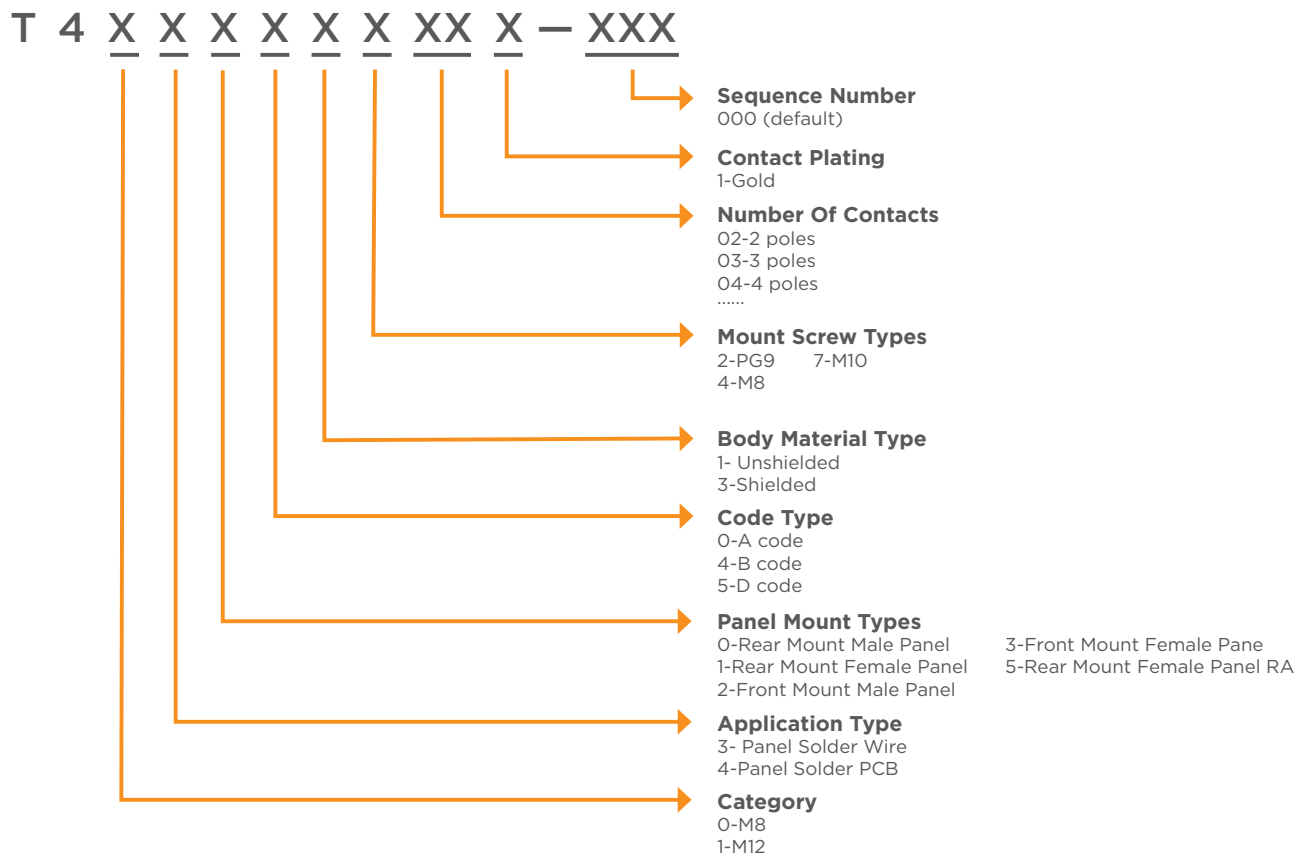 T 4 X X X X X X XX X — XXX
Sequence Number
000 (default)
Contact Plating
1-Gold
Number Of Contacts
02-2 poles
03-3 poles
04-4 poles
......
Mount Screw Types
2-PG9 7-M10
4-M8
Body Material Type
1- Unshielded
3-Shielded
Code Type
0-A code
4-B code
5-D code
Panel Mount Types
0-Rear Mount Male Panel 3-Front Mount Female Pane
1-Rear Mount Female Panel 5-Rear Mount Female Panel RA
2-Front Mount Male Panel
Application Type
3- Panel Solder Wire
4-Panel Solder PCB
Category
0-M8
1-M12